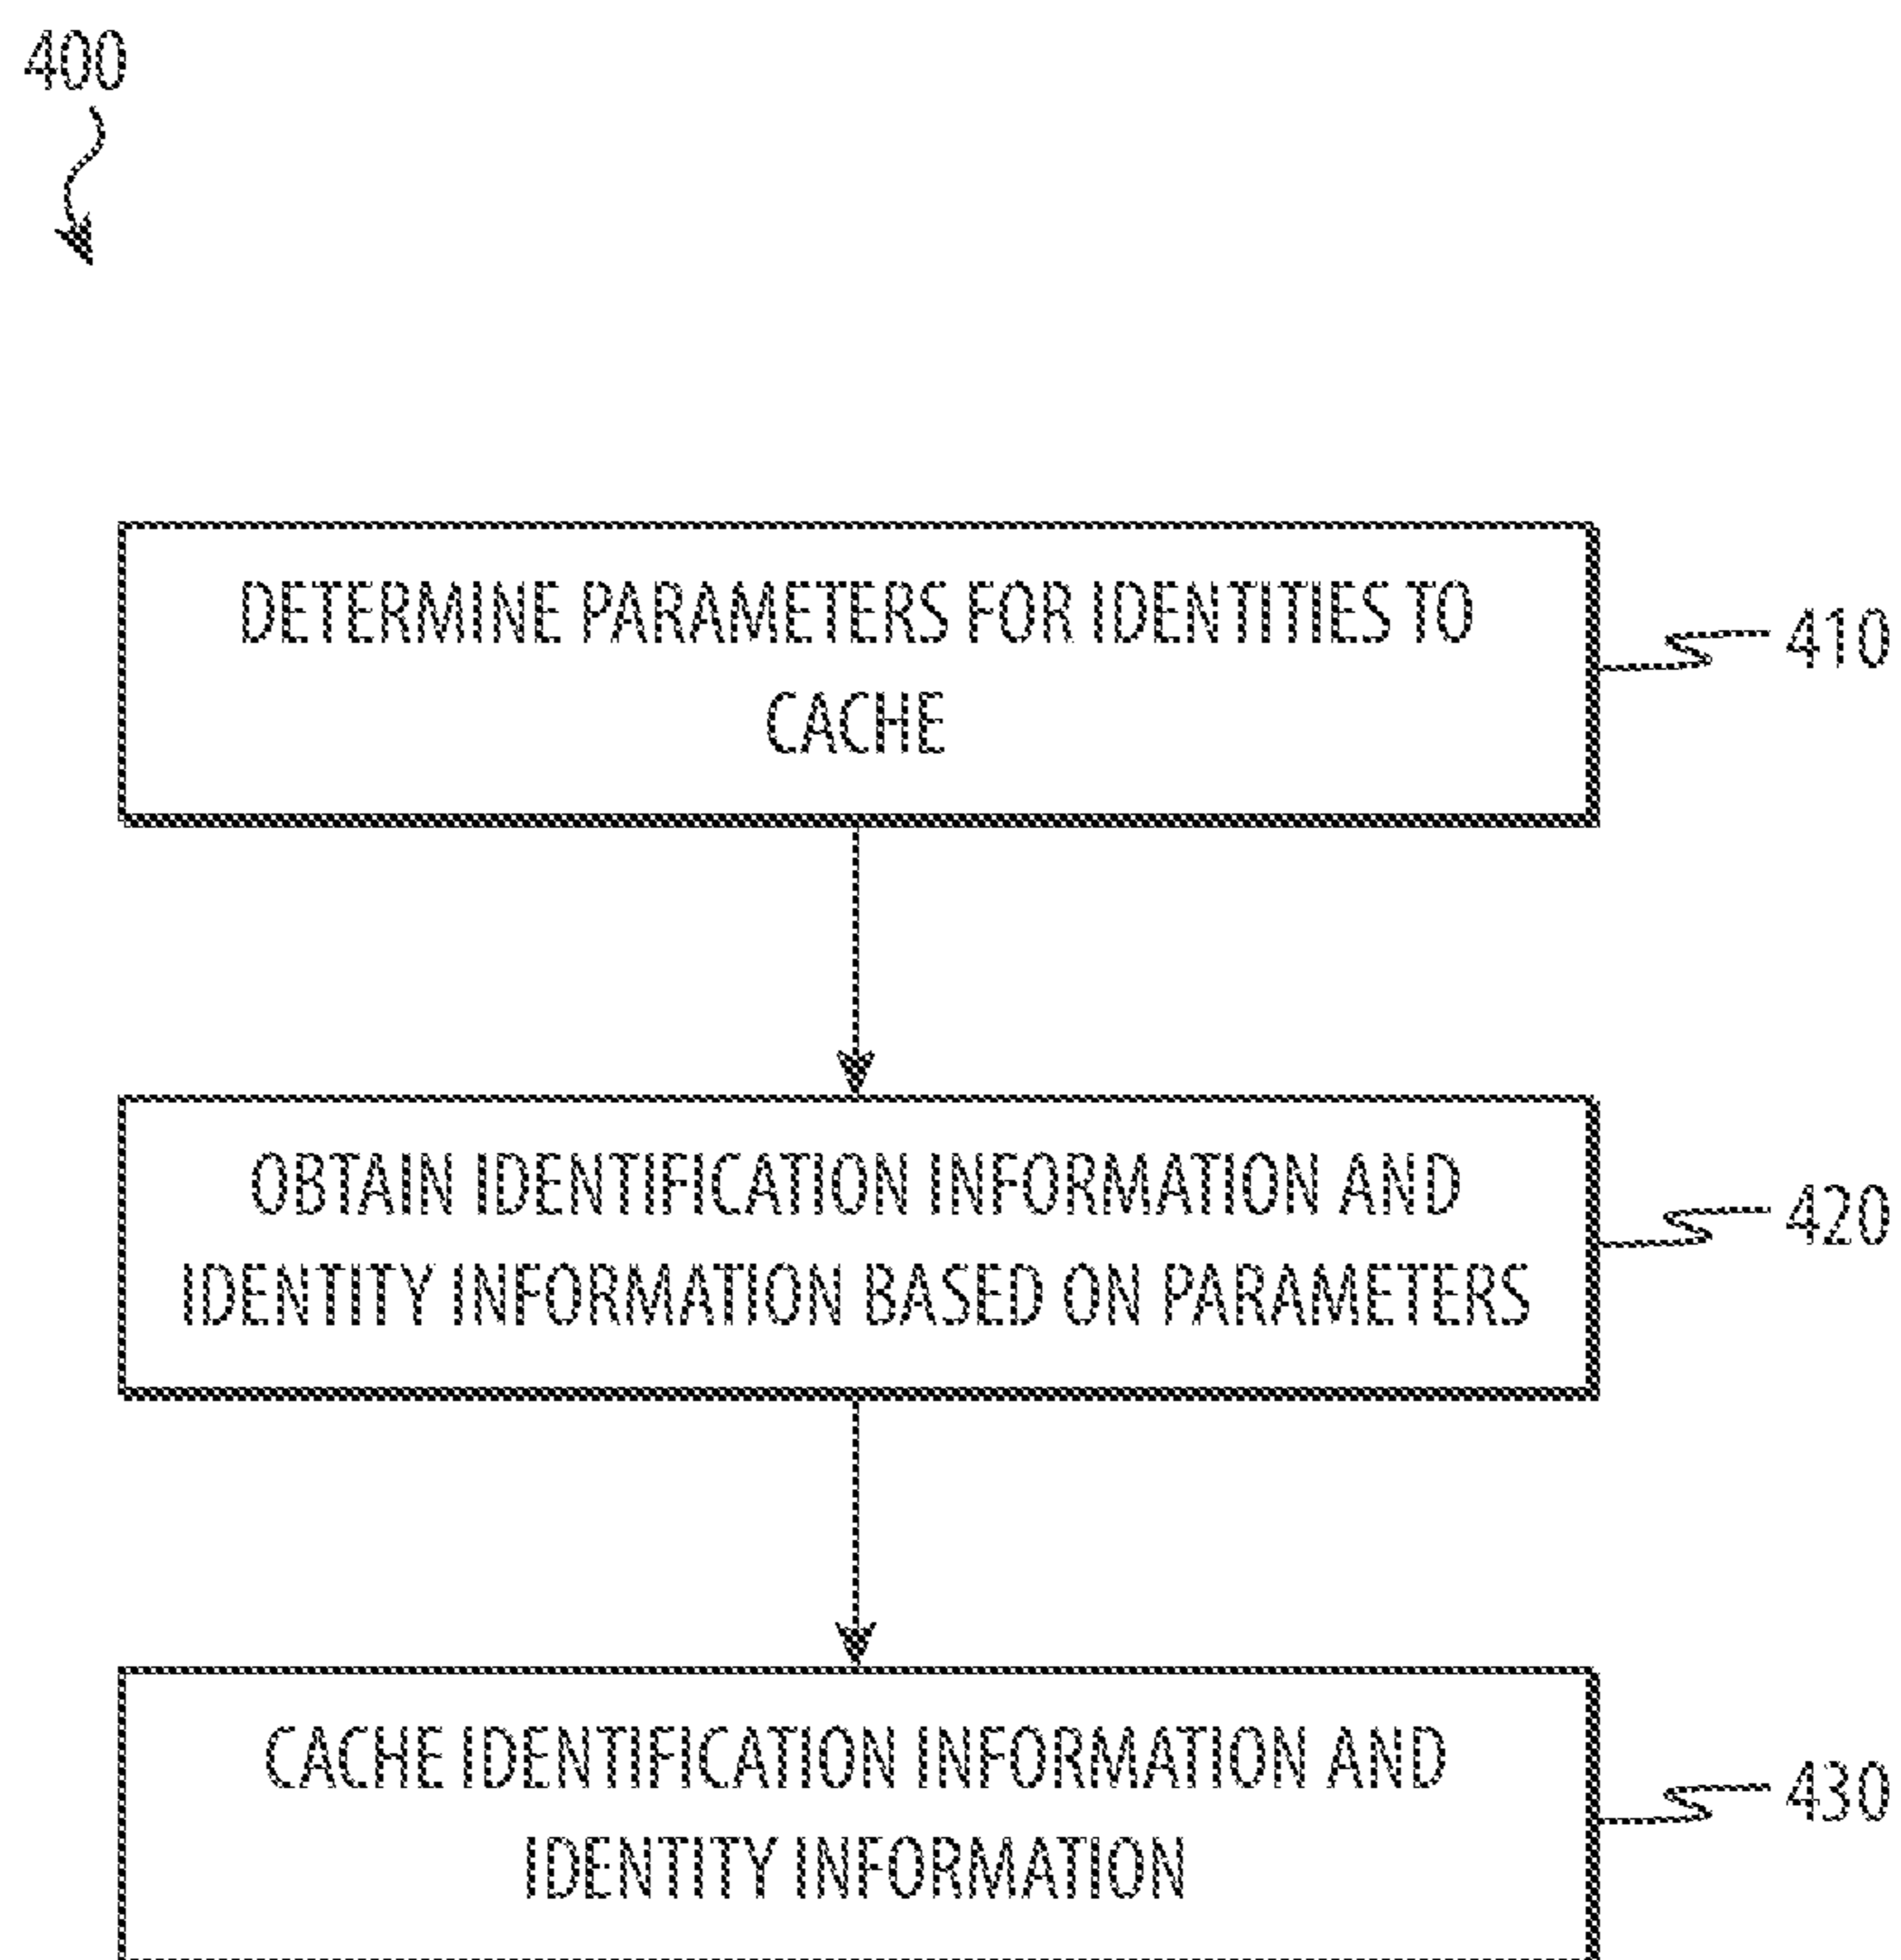 400
DETERMINE PARAMETERS FOR IDENTITIES TO
CACHE
410
OBTAIN IDENTIFICATION INFORMATION AND
IDENTITY INFORMATION BASED ON PARAMETERS
420
CACHE IDENTIFICATION INFORMATION AND
IDENTITY INFORMATION
430